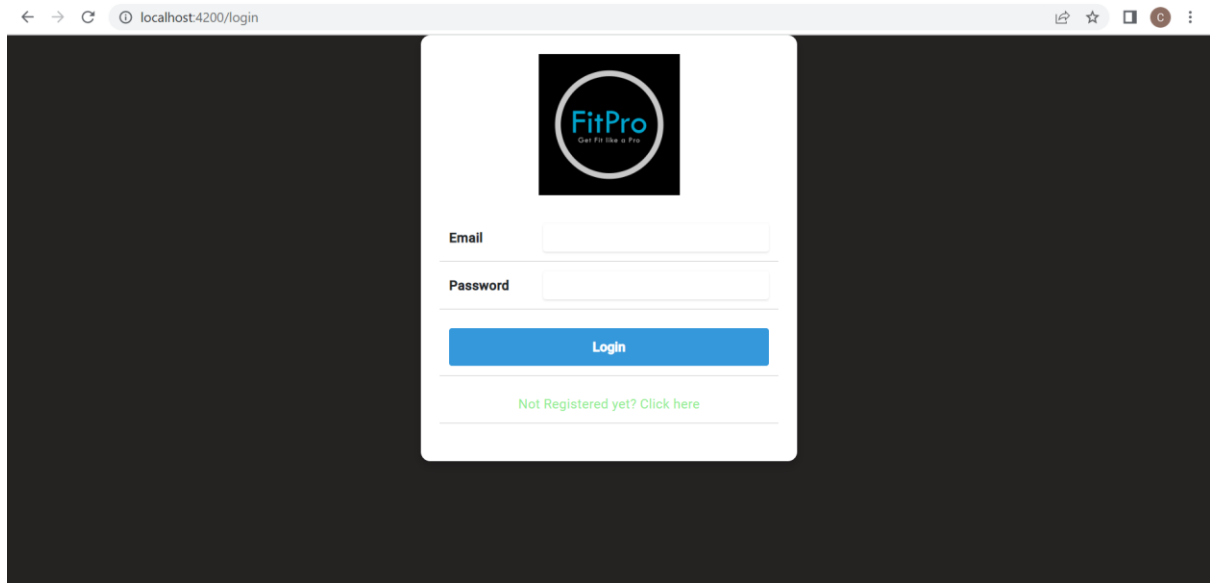 localhost:4200/login
C
FitPro
Get Fit like a Pro
Email
Password
Login
Not Registered yet? Click here